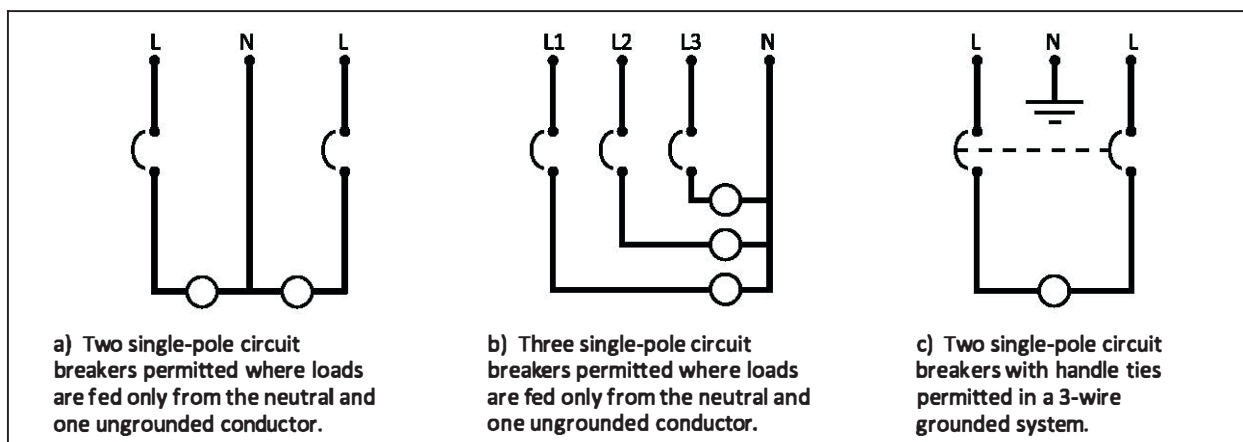 L N L
L1 L2 L3 N
L N L
a) Two single-pole circuit
breakers permitted where loads
are fed only from the neutral and
one ungrounded conductor.
b) Three single-pole circuit
breakers permitted where loads
are fed only from the neutral and
one ungrounded conductor.
c) Two single-pole circuit
breakers with handle ties
permitted in a 3-wire
grounded system.